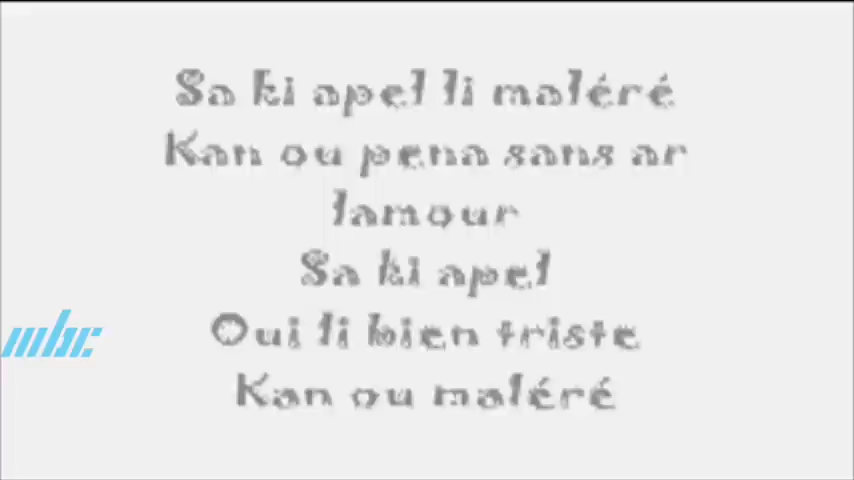 Sa ki apel li maléré
Kan ou pena sans ar
lamour
Sa ki apel
Oui li bien triste
Kan ou maléré
mbc